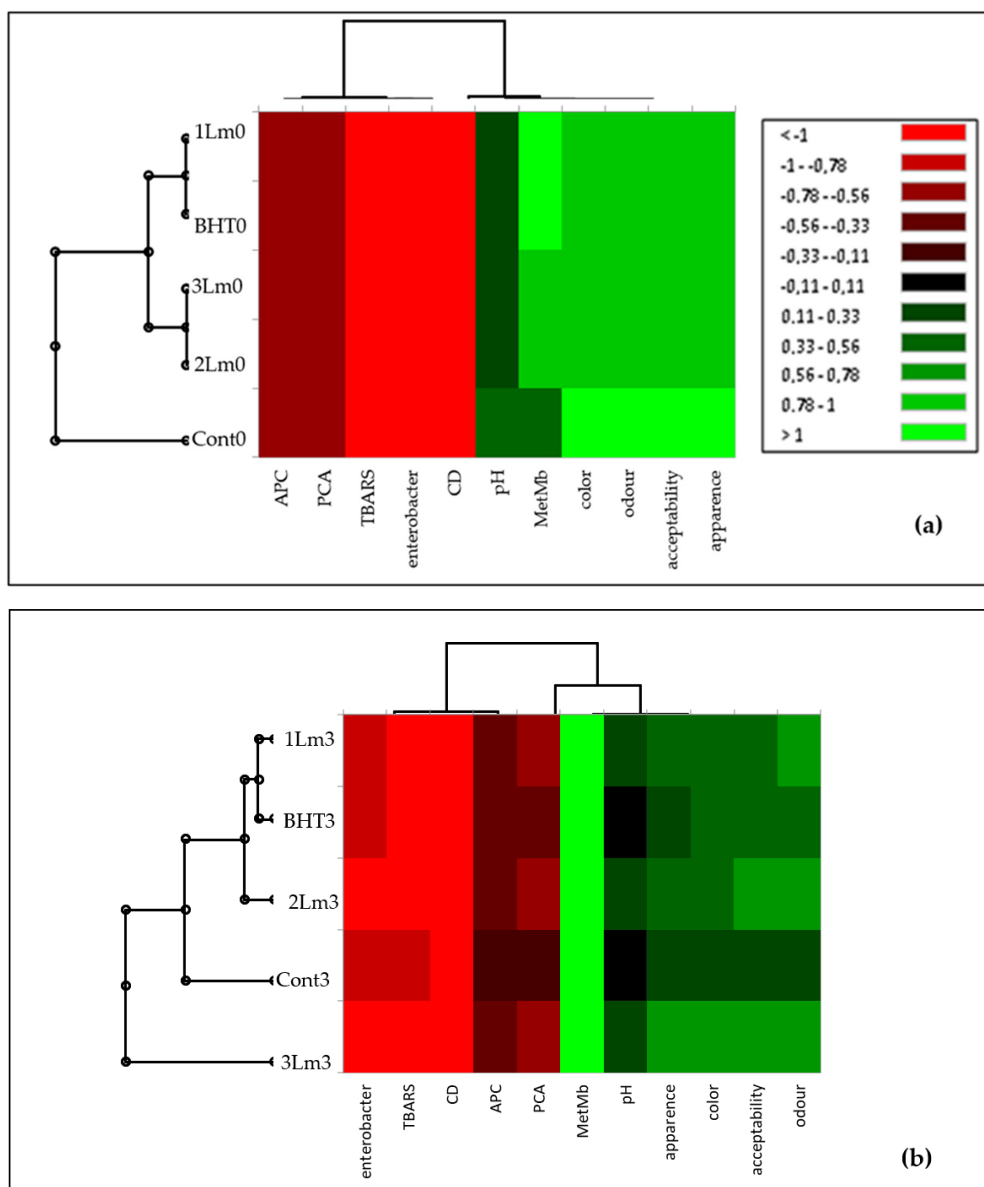 1Lm0
BHT0
3Lm0
2Lm0
Cont0
APC
PCA
TBARS
enterobacter
CD
pH
MetMb
color
odour
acceptability
apparence
< -1
-1 - -0,78
-0,78 - -0,56
-0,56 - -0,33
-0,33 - -0,11
-0,11 - 0,11
0,11 - 0,33
0,33 - 0,56
0,56 - 0,78
0,78 - 1
> 1
(a)
1Lm3
BHT3
2Lm3
Cont3
3Lm3
enterobacter
TBARS
CD
APC
PCA
MetMb
pH
apparence
color
acceptability
odour
(b)